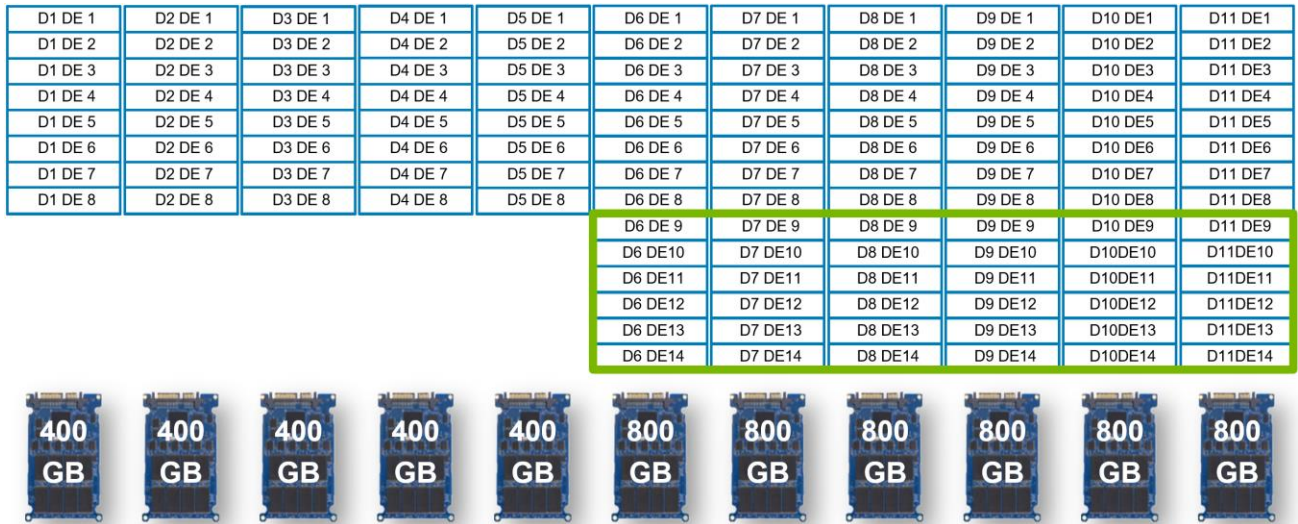 D1 DE 1 D2 DE 1 D3 DE 1 D4 DE 1 D5 DE 1 D6 DE 1 D7 DE 1 D8 DE 1 D9 DE 1 D10 DE1 D11 DE1
D1 DE 2 D2 DE 2 D3 DE 2 D4 DE 2 D5 DE 2 D6 DE 2 D7 DE 2 D8 DE 2 D9 DE 2 D10 DE2 D11 DE2
D1 DE 3 D2 DE 3 D3 DE 3 D4 DE 3 D5 DE 3 D6 DE 3 D7 DE 3 D8 DE 3 D9 DE 3 D10 DE3 D11 DE3
D1 DE 4 D2 DE 4 D3 DE 4 D4 DE 4 D5 DE 4 D6 DE 4 D7 DE 4 D8 DE 4 D9 DE 4 D10 DE4 D11 DE4
D1 DE 5 D2 DE 5 D3 DE 5 D4 DE 5 D5 DE 5 D6 DE 5 D7 DE 5 D8 DE 5 D9 DE 5 D10 DE5 D11 DE5
D1 DE 6 D2 DE 6 D3 DE 6 D4 DE 6 D5 DE 6 D6 DE 6 D7 DE 6 D8 DE 6 D9 DE 6 D10 DE6 D11 DE6
D1 DE 7 D2 DE 7 D3 DE 7 D4 DE 7 D5 DE 7 D6 DE 7 D7 DE 7 D8 DE 7 D9 DE 7 D10 DE7 D11 DE7
D1 DE 8 D2 DE 8 D3 DE 8 D4 DE 8 D5 DE 8 D6 DE 8 D7 DE 8 D8 DE 8 D9 DE 8 D10 DE8 D11 DE8
D6 DE 9 D7 DE 9 D8 DE 9 D9 DE 9 D10 DE9 D11 DE9
D6 DE10 D7 DE10 D8 DE10 D9 DE10 D10DE10 D11DE10
D6 DE11 D7 DE11 D8 DE11 D9 DE11 D10DE11 D11DE11
D6 DE12 D7 DE12 D8 DE12 D9 DE12 D10DE12 D11DE12
D6 DE13 D7 DE13 D8 DE13 D9 DE13 D10DE13 D11DE13
D6 DE14 D7 DE14 D8 DE14 D9 DE14 D10DE14 D11DE14
400 400 400 400 400 800 800 800 800 800 800
GB GB GB GB GB GB GB GB GB GB GB